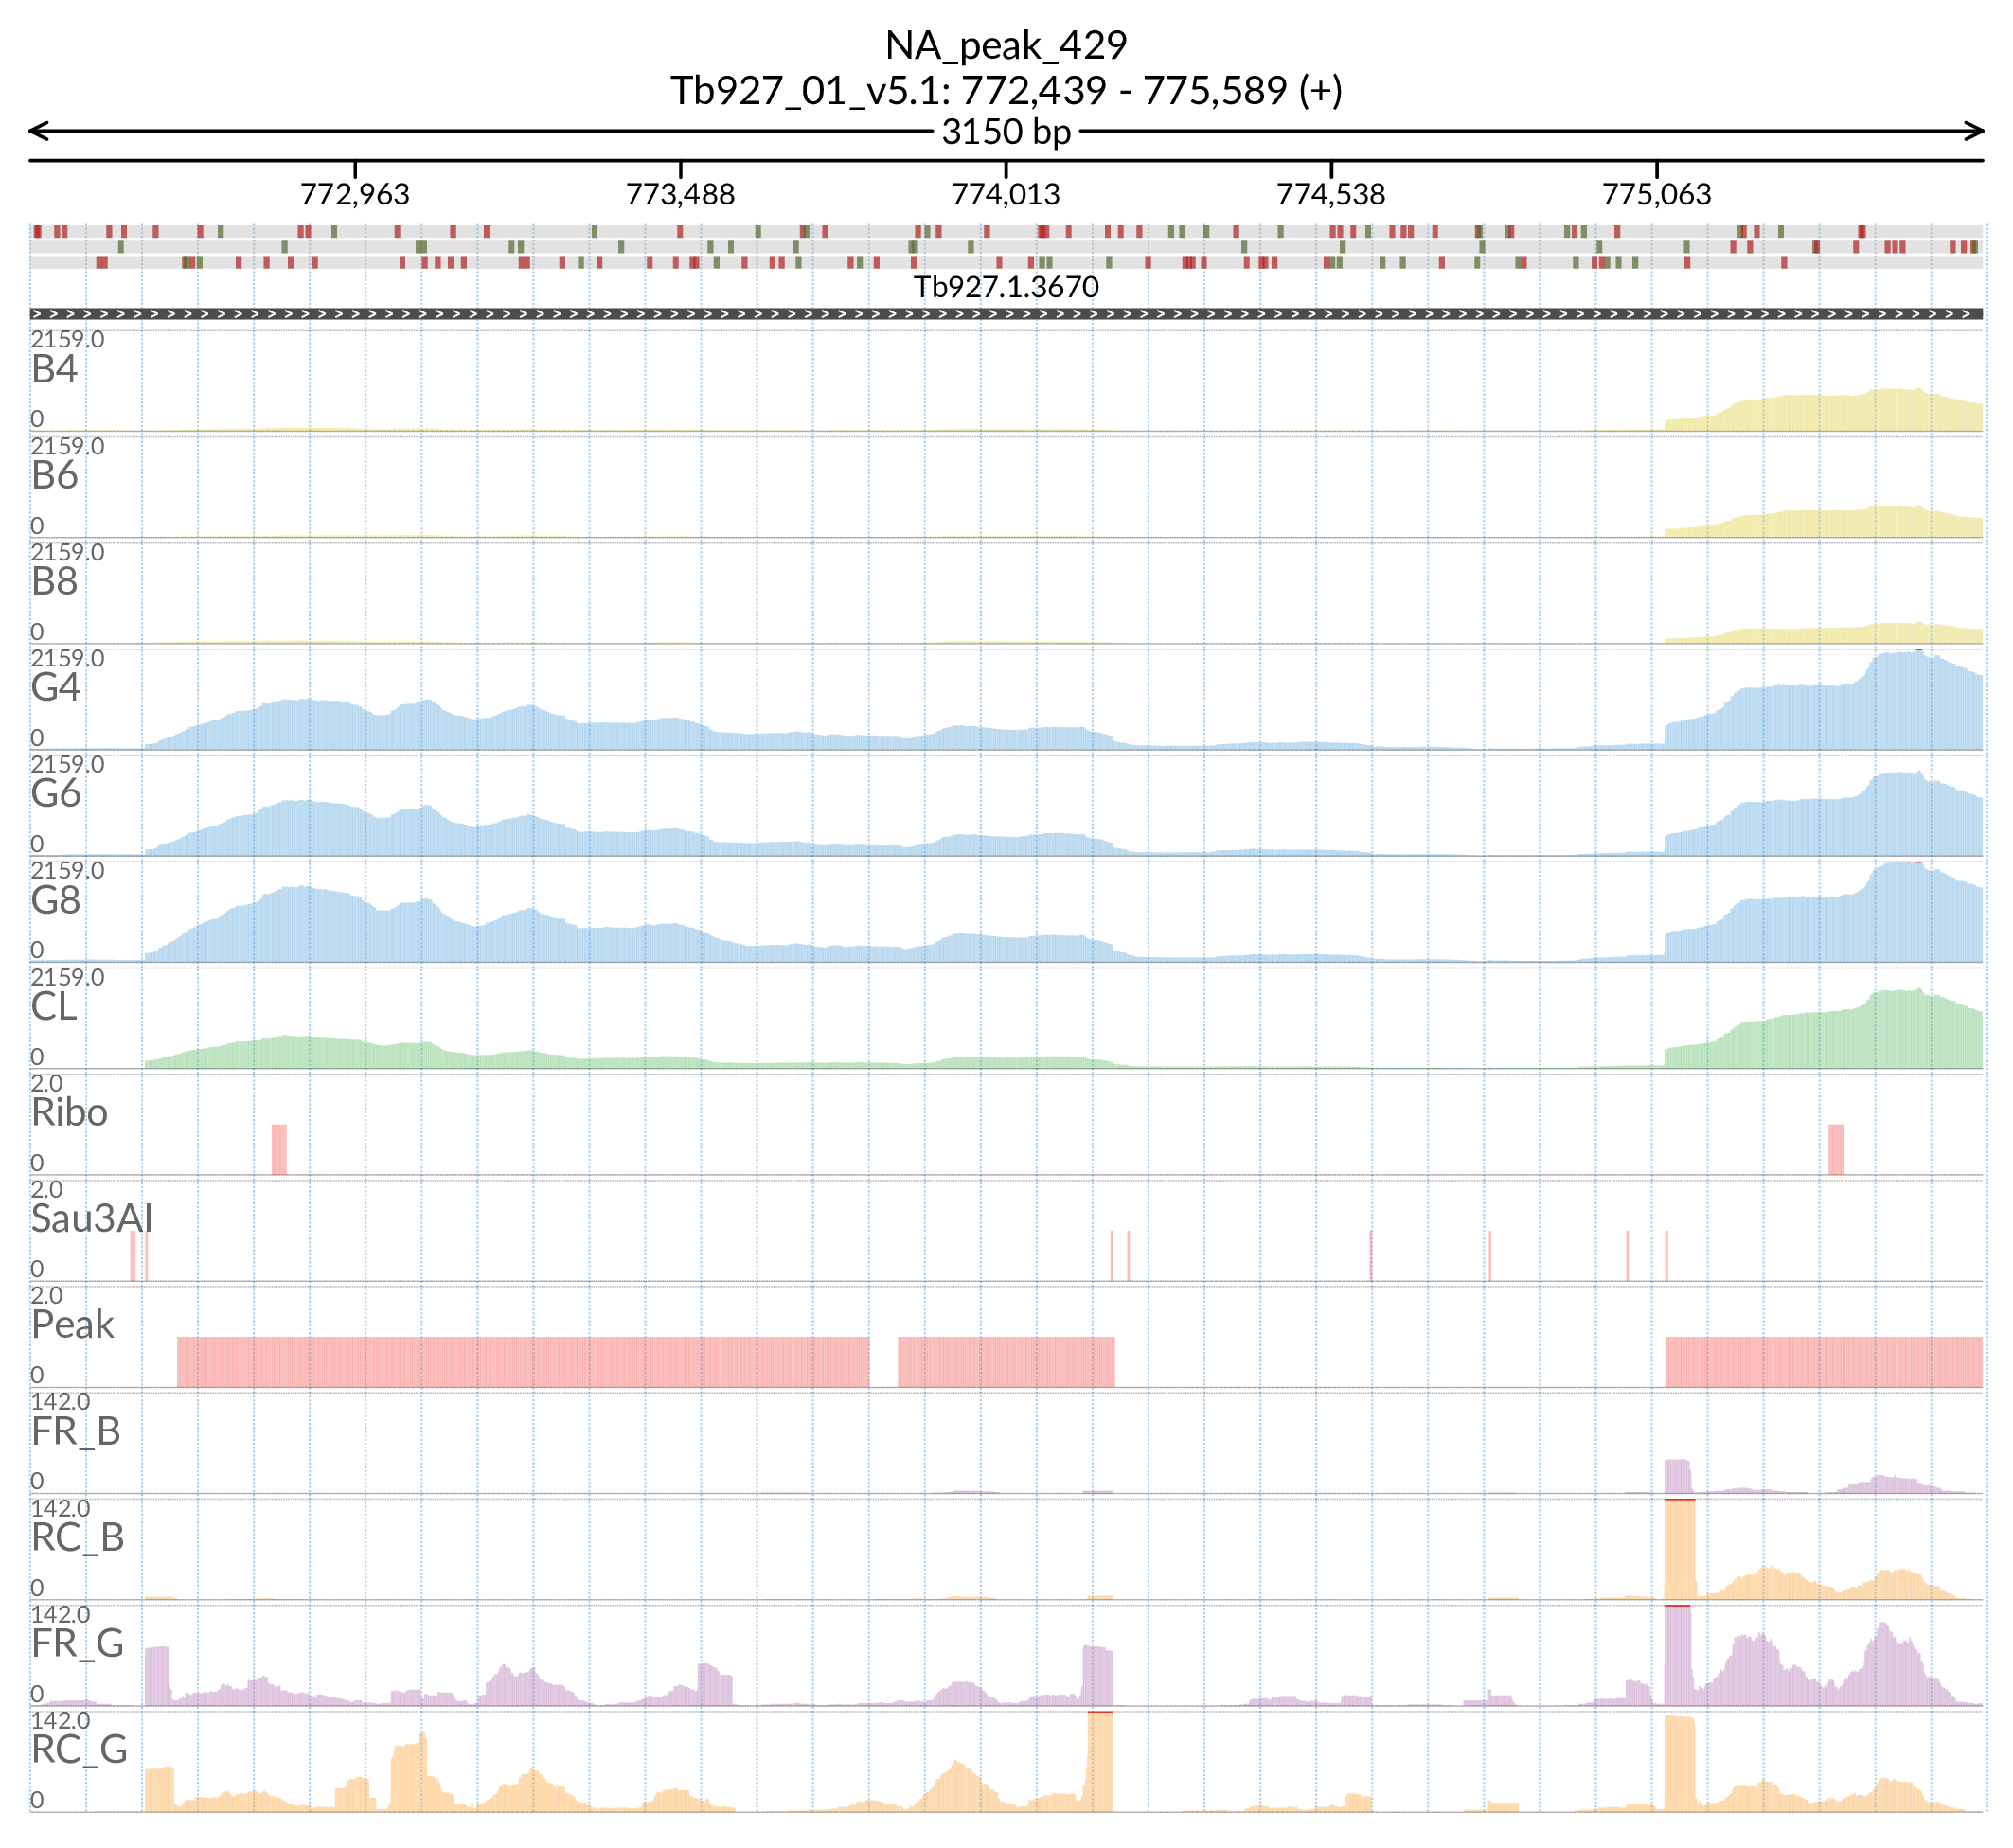 NA_peak_429
Tb927_01_v5.1: 772,439 - 775,589 (+)
3150 bp
772,963 773,488 774,013 774,538 775,063
Tb927.1.3670
2159.0
B4
0
2159.0
B6
0
2159.0
B8
0
2159.0
G4
0
2159.0
G6
0
2159.0
G8
0
2159.0
CL
0
2.0
Ribo
0
2.0
Sau3AI
0
2.0
Peak
0
142.0
FR_B
0
142.0
RC_B
0
142.0
FR_G
0
142.0
RC_G
0